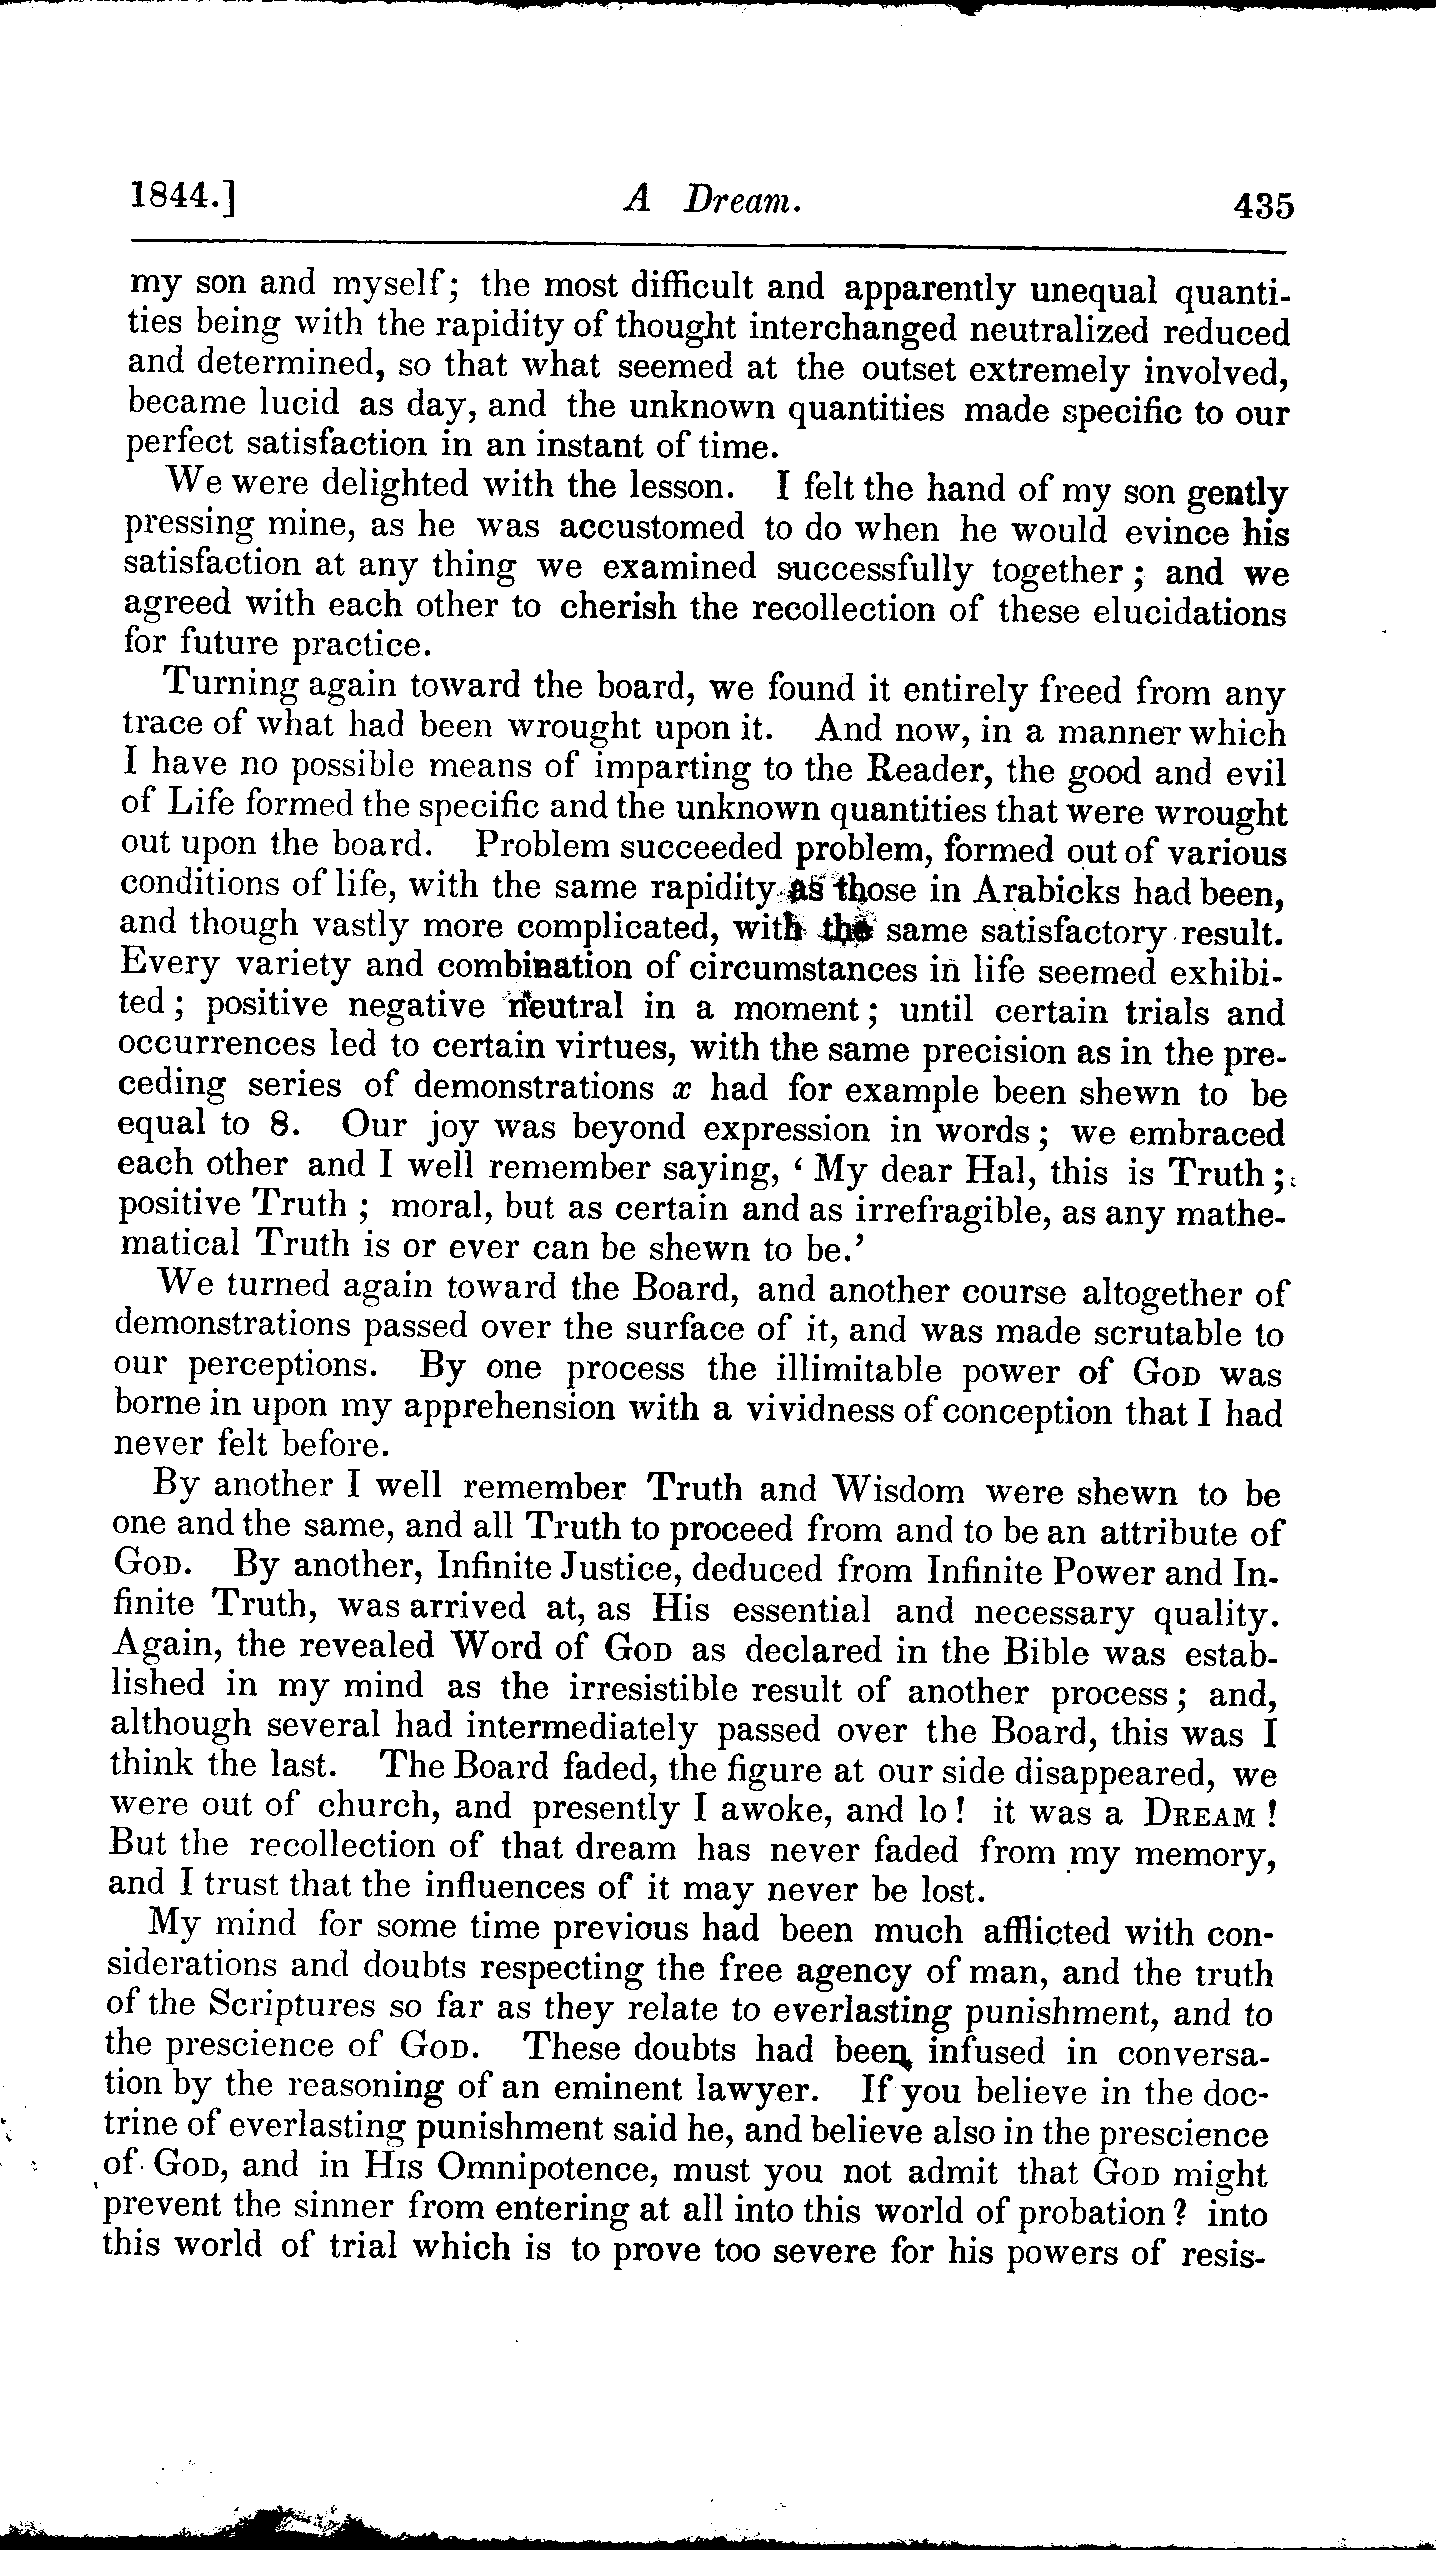 1844.] A Dream. 435
my son and myself; the most difficult and apparently unequal quanti-
ties being with the rapidity of thought interchanged neutralized reduced
and determined, so that what seemed at the outset extremely involved,
became lucid as day, and the unknown quantities made specific to our
perfect satisfaction in an instant of time.
We were delighted with the lesson. I felt the hand of my son gently
pressing mine, as he was accustomed to do when he would evince his
satisfaction at any thing we examined successfully together; and we
agreed with each other to cherish the recollection of these elucidations
for future practice.
Turning again toward the board, we found it entirely freed from any
trace of what had been wrought upon it. And now, in a manner which
I have no possible means of imparting to the Reader, the good and evil
of Life formed the specific and the unknown quantities that were wrought
out upon the board. Problem succeeded problem, formed out of various
conditions of life, with the same rapidity as those in Arabicks had been,
and though vastly more complicated, with the same satisfactory result.
Every variety and combination of circumstances in life seemed exhibi-
ted; positive negative neutral in a moment; until certain trials and
occurrences led to certain virtues, with the same precision as in the pre-
ceding series of demonstrations x had for example been shewn to be
equal to 8. Our joy was beyond expression in words; we embraced
each other and I well remember saying, ‘My dear Hal, this is Truth;
positive Truth; moral, but as certain and as irrefragible, as any mathe-
matical Truth is or ever can be shewn to be.’
We turned again toward the Board, and another course altogether of
demonstrations passed over the surface of it, and was made scrutable to
our perceptions. By one process the illimitable power of GOD was
borne in upon my apprehension with a vividness of conception that I had
never felt before.
By another I well remember Truth and Wisdom were shewn to be
one and the same, and all Truth to proceed from and to be an attribute of
GOD. By another, Infinite Justice, deduced from Infinite Power and In-
finite Truth, was arrived at, as His essential and necessary quality.
Again, the revealed Word of GOD as declared in the Bible was estab-
lished in my mind as the irresistible result of another process; and,
although several had intermediately passed over the Board, this was I
think the last. The Board faded, the figure at our side disappeared, we
were out of church, and presently I awoke, and lo! it was a DREAM!
But the recollection of that dream has never faded from my memory,
and I trust that the influences of it may never be lost.
My mind for some time previous had been much afflicted with con-
siderations and doubts respecting the free agency of man, and the truth
of the Scriptures so far as they relate to everlasting punishment, and to
the prescience of GOD. These doubts had been infused in conversa-
tion by the reasoning of an eminent lawyer. If you believe in the doc-
trine of everlasting punishment said he, and believe also in the prescience
of GOD, and in HIS Omnipotence, must you not admit that GOD might
prevent the sinner from entering at all into this world of probation? into
this world of trial which is to prove too severe for his powers of resis-